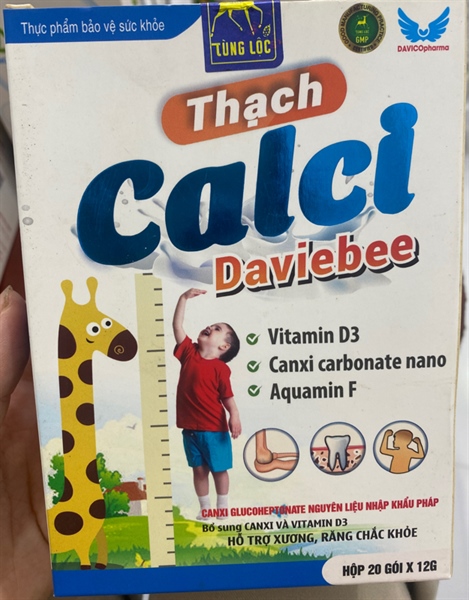 Thực phẩm bảo vệ sức khỏe
TÙNG LỘC
TÙNG LỘC
GMP
DAVICOpharma
Thạch
Calci
Daviebee
Vitamin D3
Canxi carbonate nano
Aquamin F
CANXI GLUCOHEPTONATE NGUYÊN LIỆU NHẬP KHẨU PHÁP
Bổ sung CANXI VÀ VITAMIN D3
HỖ TRỢ XƯƠNG, RĂNG CHẮC KHỎE
HỘP 20 GÓI X 12G